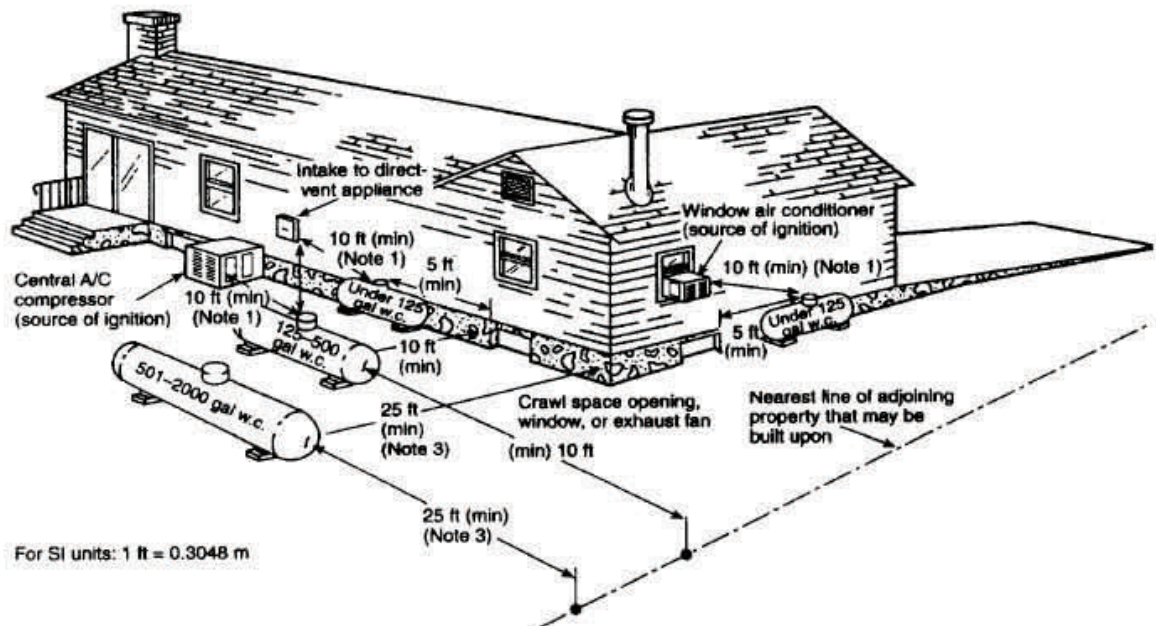 Intake to direct-
vent appliance
Window air conditioner
(source of ignition)
10 ft (min)
(Note 1)
5 ft
(min)
10 ft (min) (Note 1)
Central A/C
compressor
(source of ignition)
10 ft (min)
(Note 1)
Under 125
gal w.c.
Under 125
gal w.c.
5 ft
(min)
125–500
gal w.c.
10 ft
(min)
501–2000 gal w.c.
25 ft
(min)
(Note 3)
Crawl space opening,
window, or exhaust fan
(min) 10 ft
Nearest line of adjoining
property that may be
built upon
25 ft (min)
(Note 3)
For SI units: 1 ft = 0.3048 m